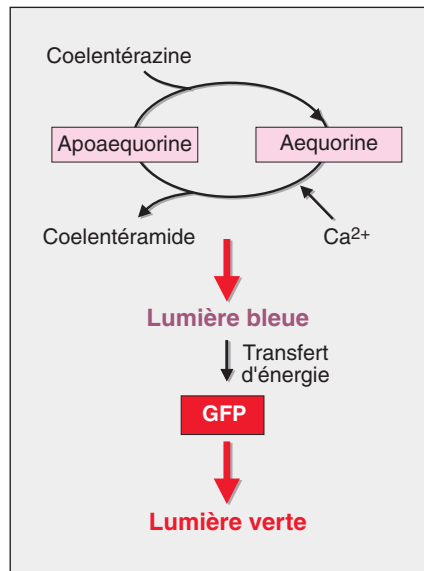 Coelentérazine
Apoaequorine
Aequorine
Coelentéramide
Ca2+
Lumière bleue
Transfert
d'énergie
GFP
Lumière verte